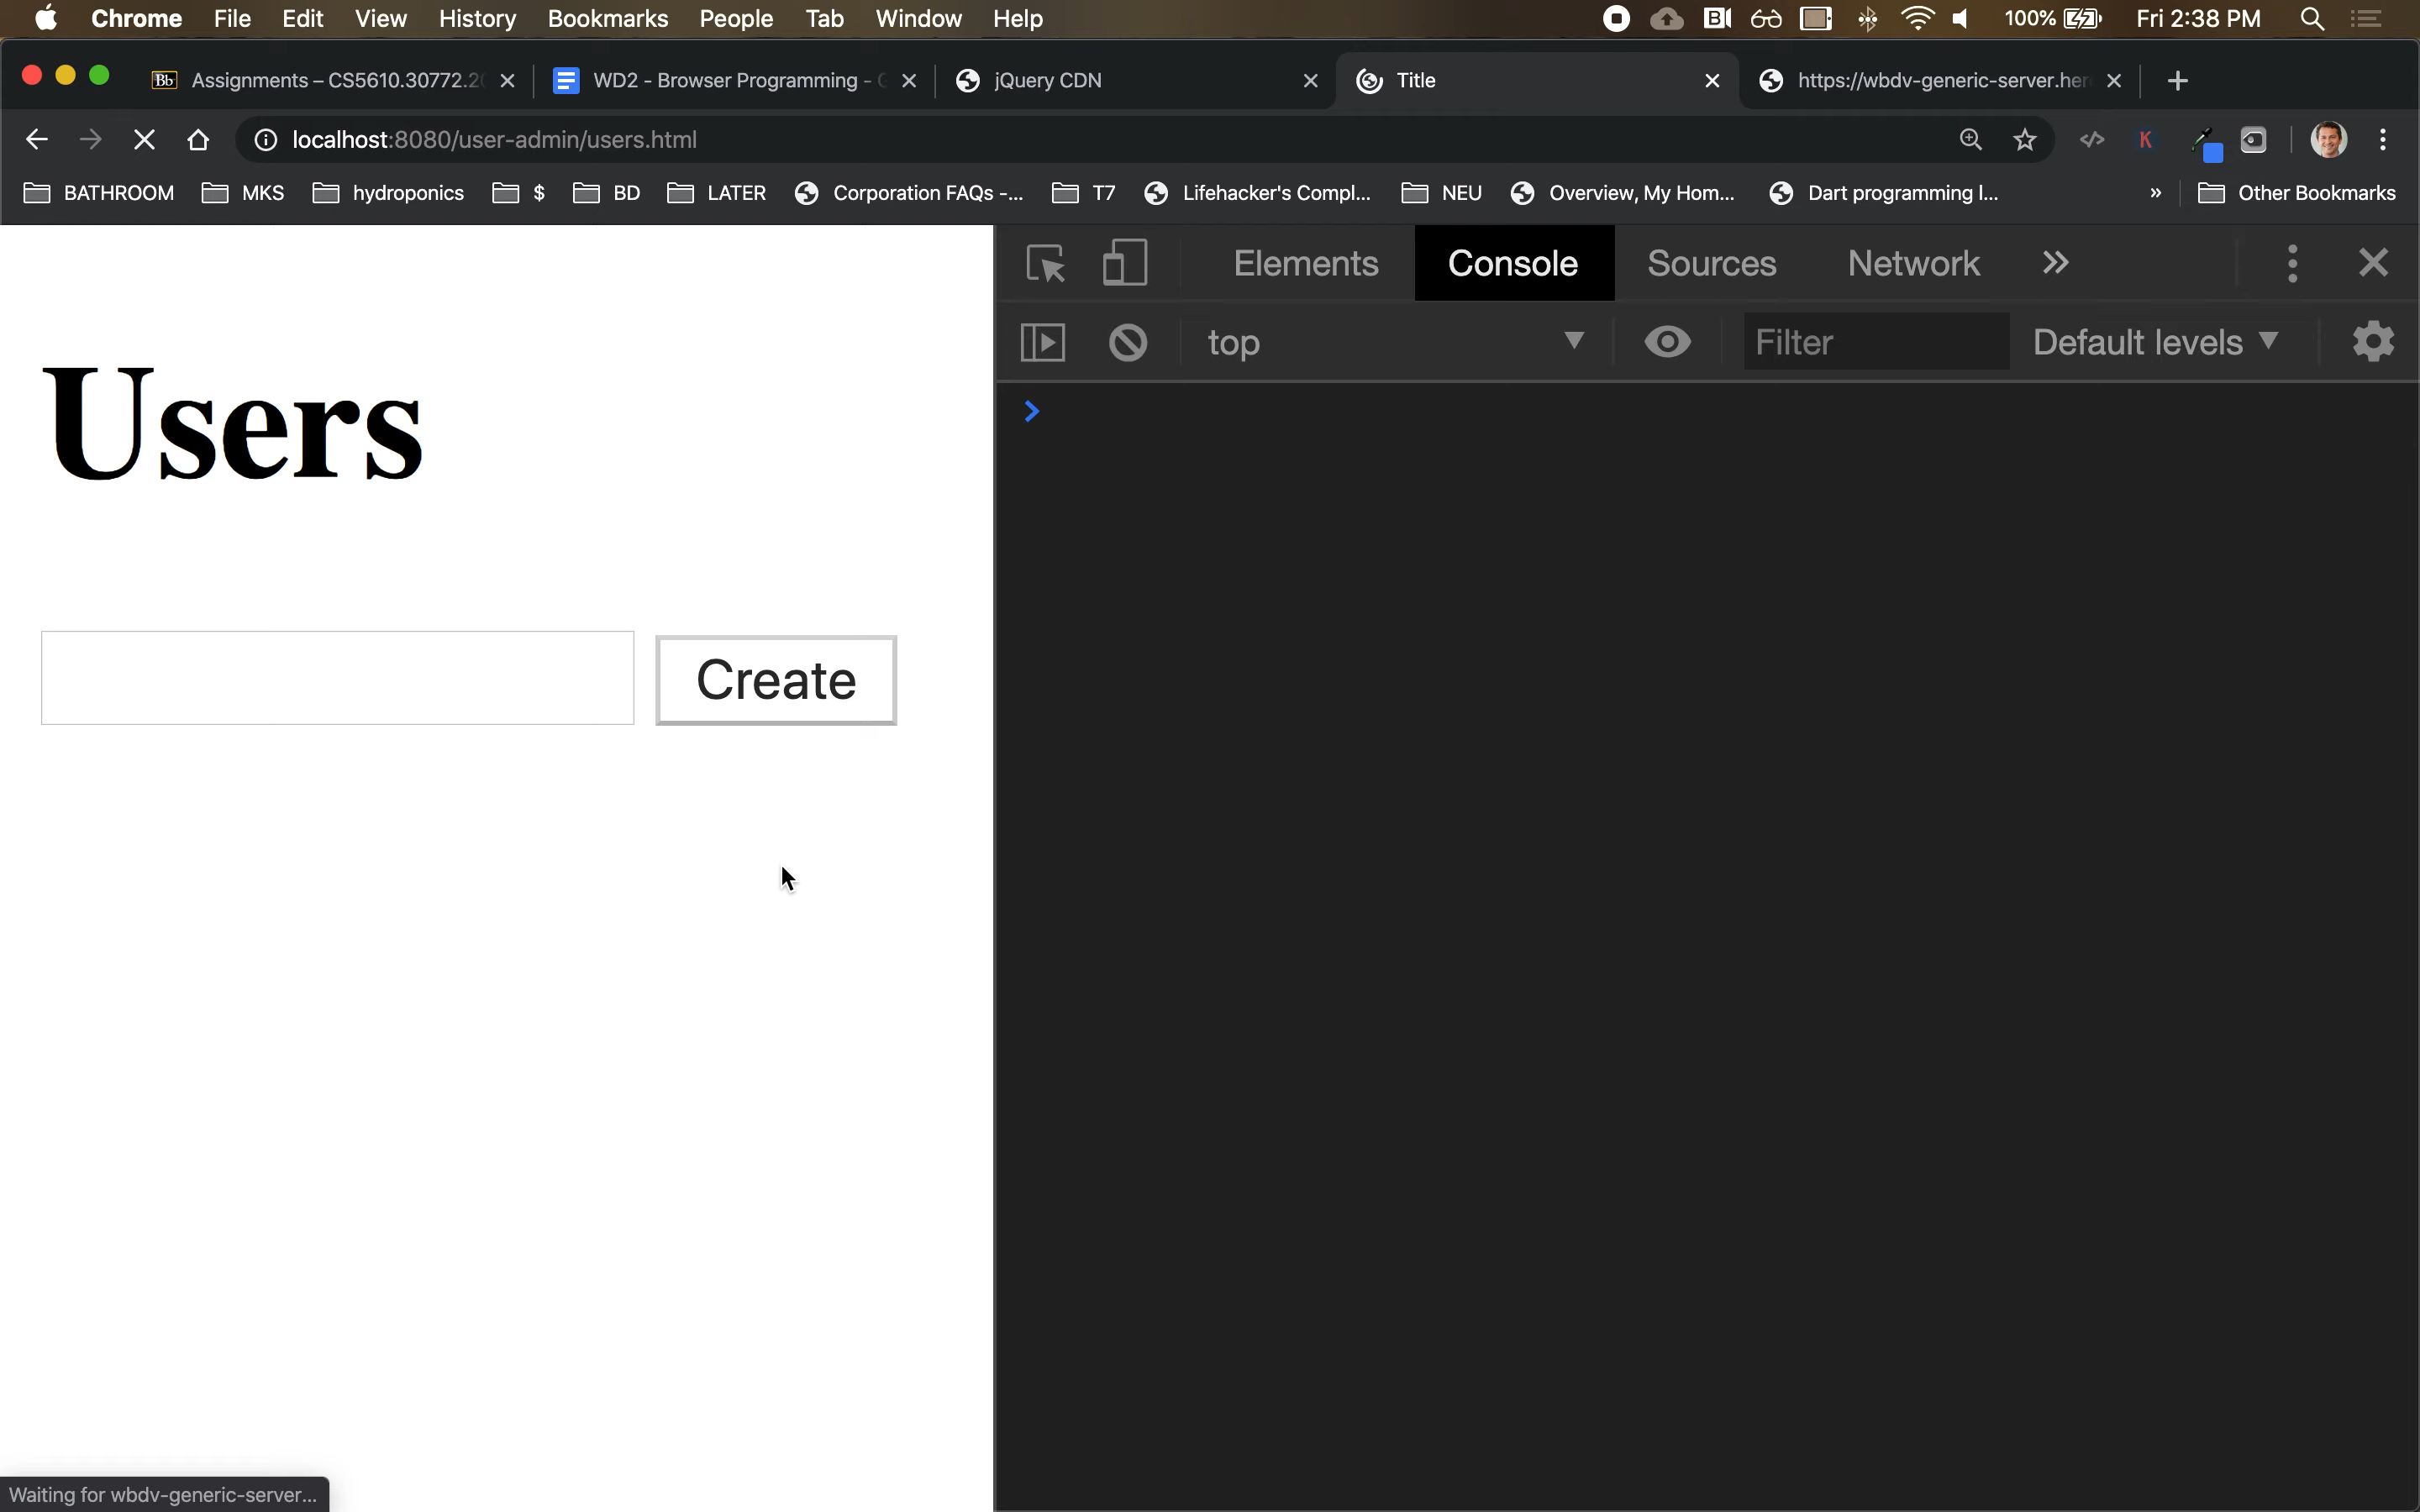 Chrome File Edit View History Bookmarks People Tab Window Help 100% Fri 2:38 PM
Bb Assignments – CS5610.30772.20 WD2 - Browser Programming - C jQuery CDN Title https://wbdv-generic-server.her
localhost:8080/user-admin/users.html K
BATHROOM MKS hydroponics $ BD LATER Corporation FAQs -... T7 Lifehacker's Compl... NEU Overview, My Hom... Dart programming l... » Other Bookmarks
Elements Console Sources Network
top Filter Default levels
Users
Create
Waiting for wbdv-generic-server...